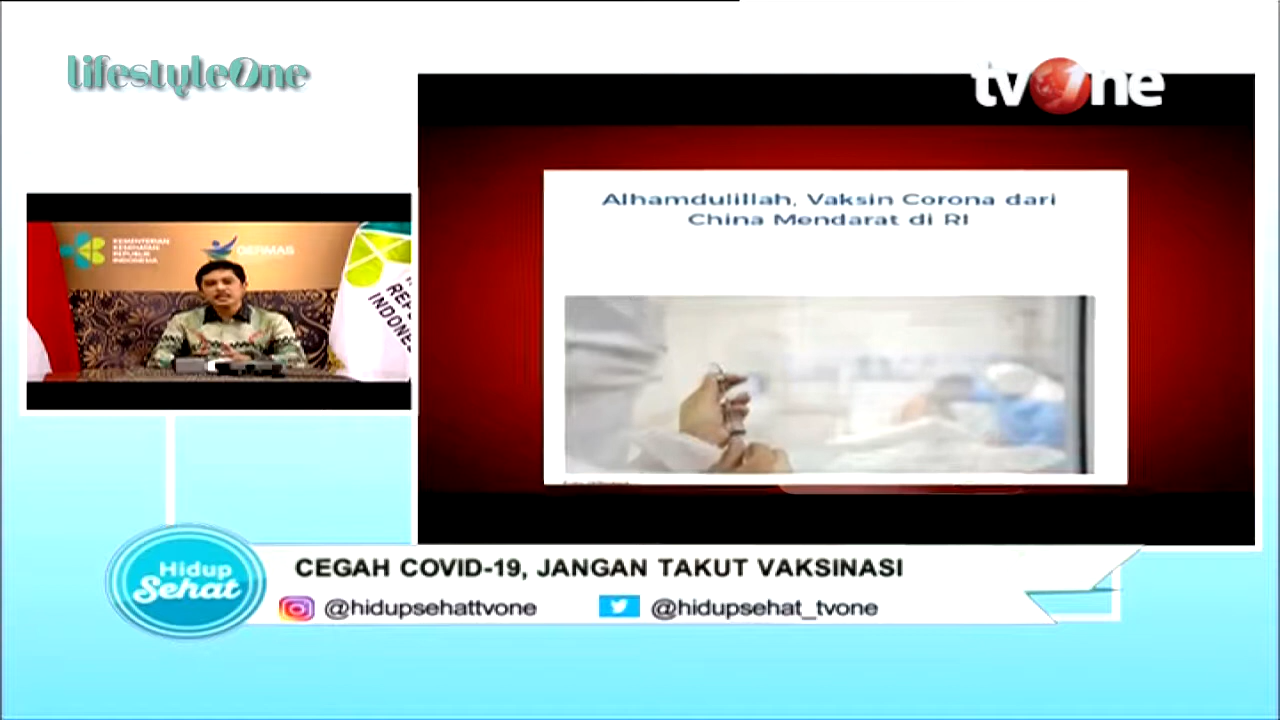 lifestyleOne
tvOne
Alhamdulillah, Vaksin Corona dari
China Mendarat di RI
KEMENTERIAN
KESEHATAN
REPUBLIK
INDONESIA
GERMAS
INDONES
Hidup
Sehat
CEGAH COVID-19, JANGAN TAKUT VAKSINASI
@hidupsehattvone
@hidupsehat_tvone